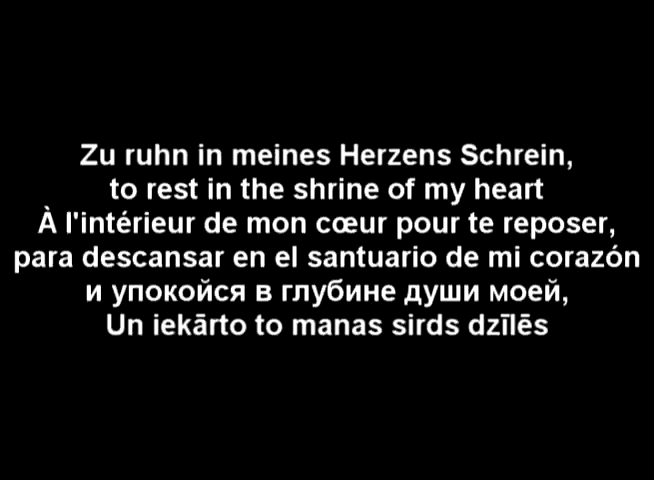 Zu ruhn in meines Herzens Schrein,
to rest in the shrine of my heart
À l'intérieur de mon cœur pour te reposer,
para descansar en el santuario de mi corazón
и упокойся в глубине души моей,
Un iekārto to manas sirds dzīlēs